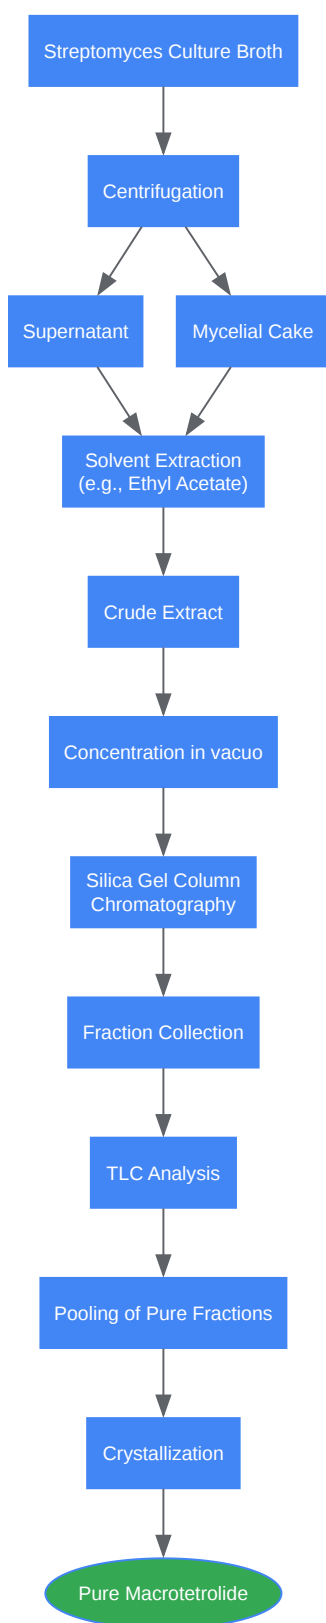 Streptomyces Culture Broth
Centrifugation
Supernatant
Mycelial Cake
Solvent Extraction
(e.g., Ethyl Acetate)
Crude Extract
Concentration in vacuo
Silica Gel Column
Chromatography
Fraction Collection
TLC Analysis
Pooling of Pure Fractions
Crystallization
Pure Macrotetrolide